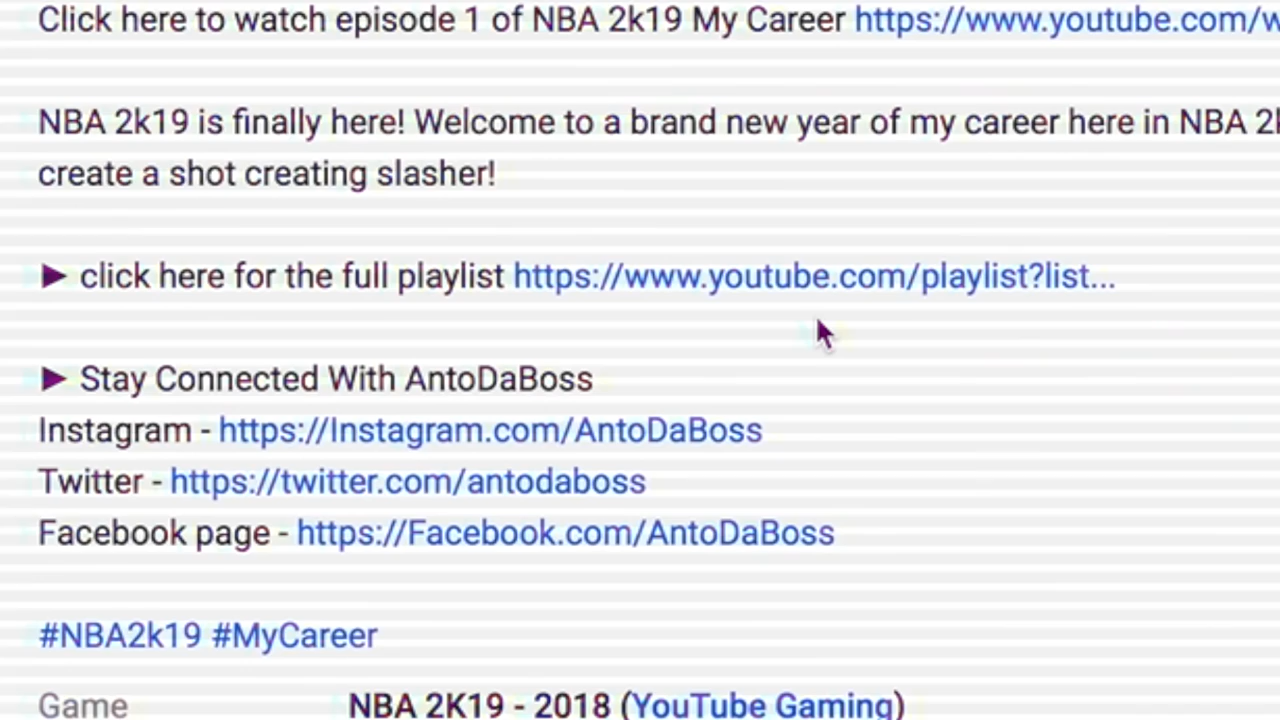 Click here to watch episode 1 of NBA 2k19 My Career https://www.youtube.com/w
NBA 2k19 is finally here! Welcome to a brand new year of my career here in NBA
create a shot creating slasher!
► click here for the full playlist https://www.youtube.com/playlist?list...
► Stay Connected With AntoDaBoss
Instagram - https://Instagram.com/AntoDaBoss
Twitter - https://twitter.com/antodaboss
Facebook page - https://Facebook.com/AntoDaBoss
#NBA2k19 #MyCareer
Game NBA 2K19 - 2018 (YouTube Gaming)